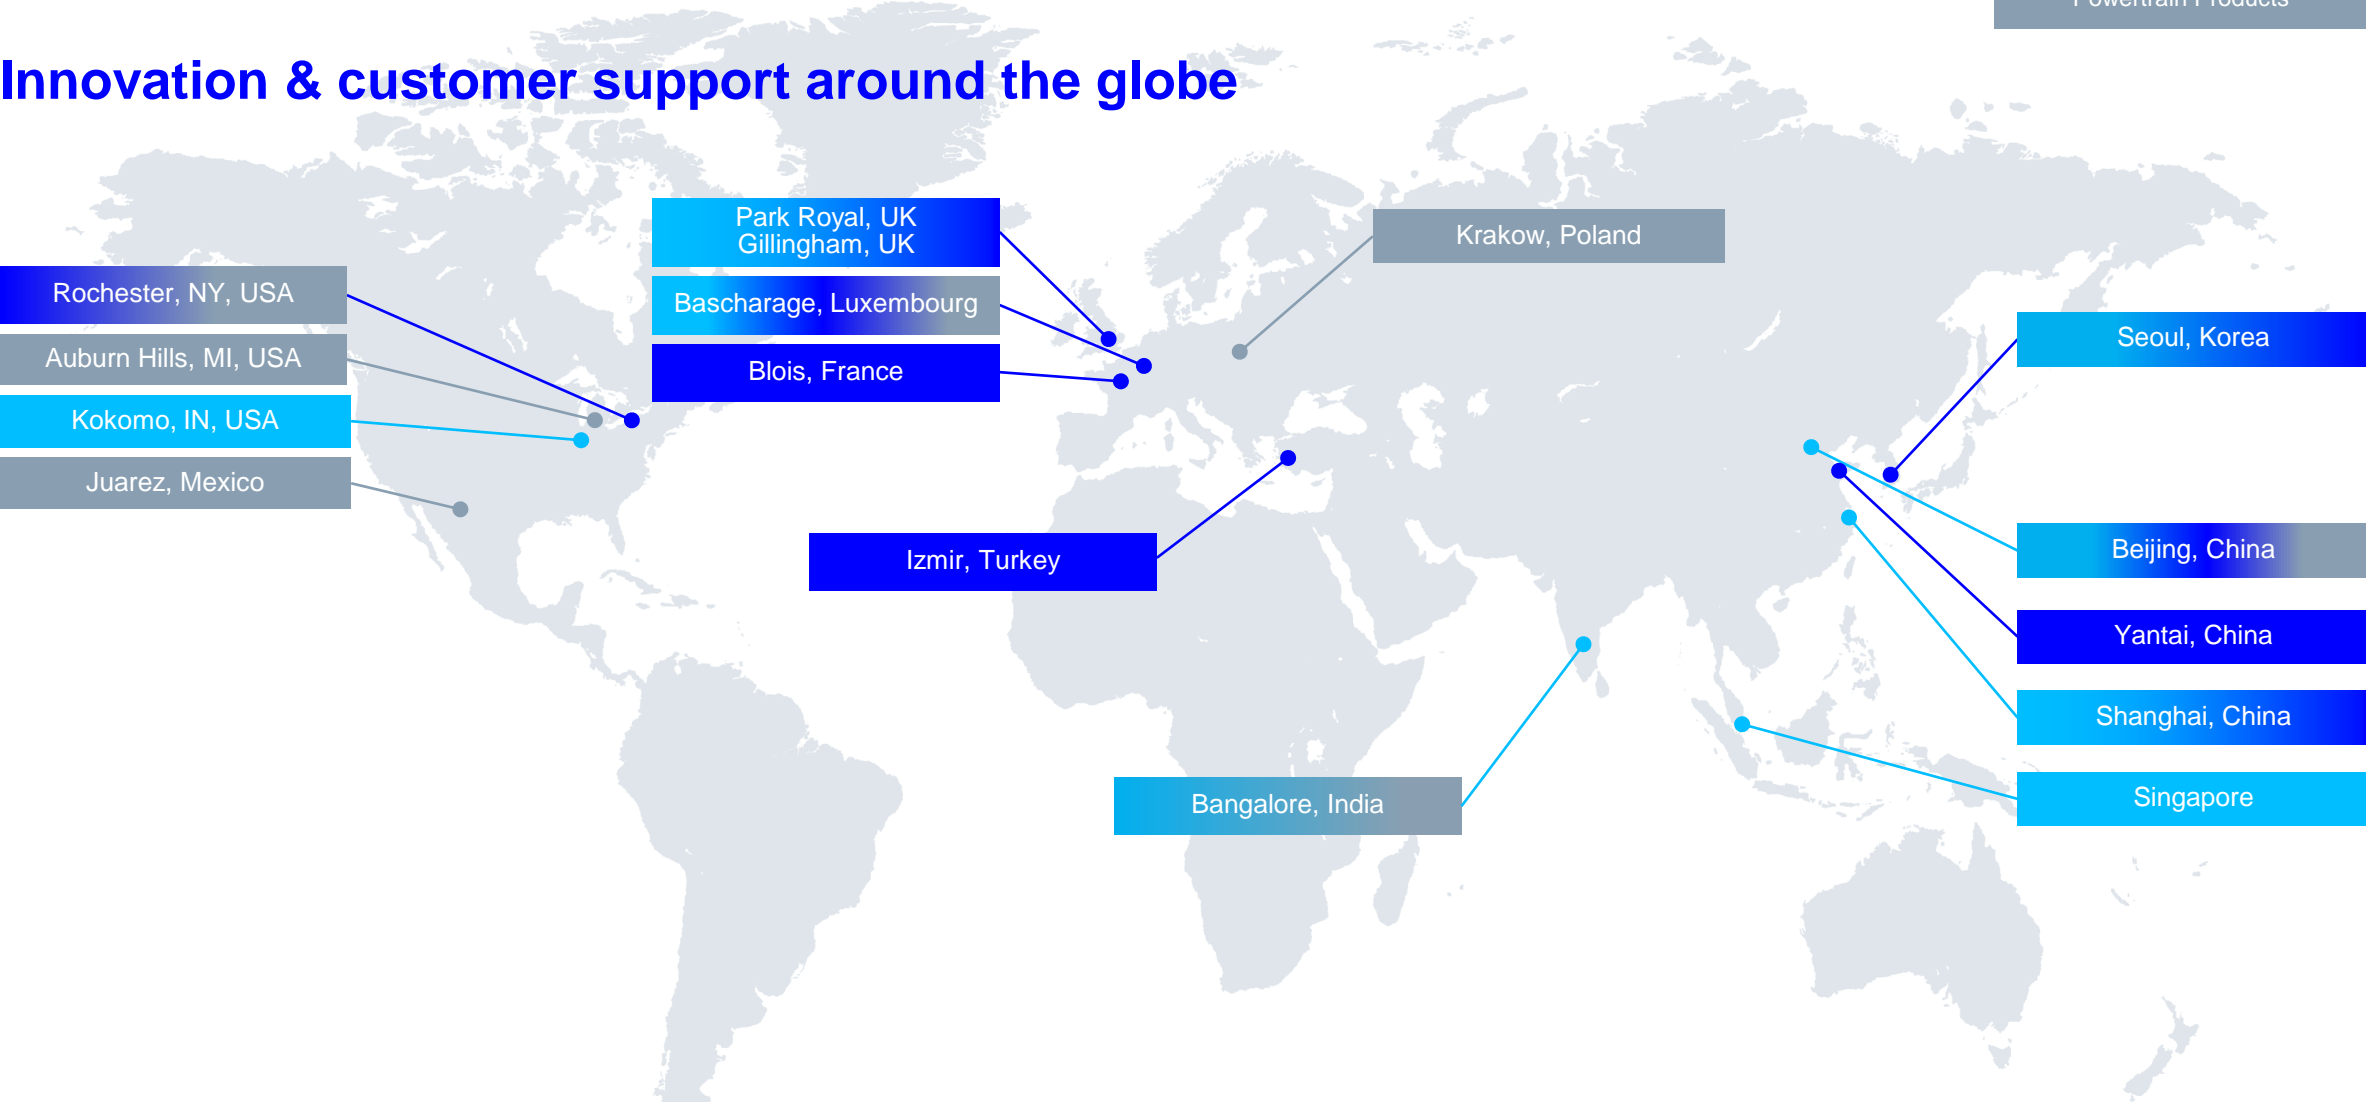 Powertrain Products
Innovation & customer support around the globe
Park Royal, UK
Gillingham, UK
Krakow, Poland
Rochester, NY, USA
Bascharage, Luxembourg
Seoul, Korea
Auburn Hills, MI, USA
Blois, France
Kokomo, IN, USA
Juarez, Mexico
Izmir, Turkey
Beijing, China
Yantai, China
Shanghai, China
Bangalore, India
Singapore